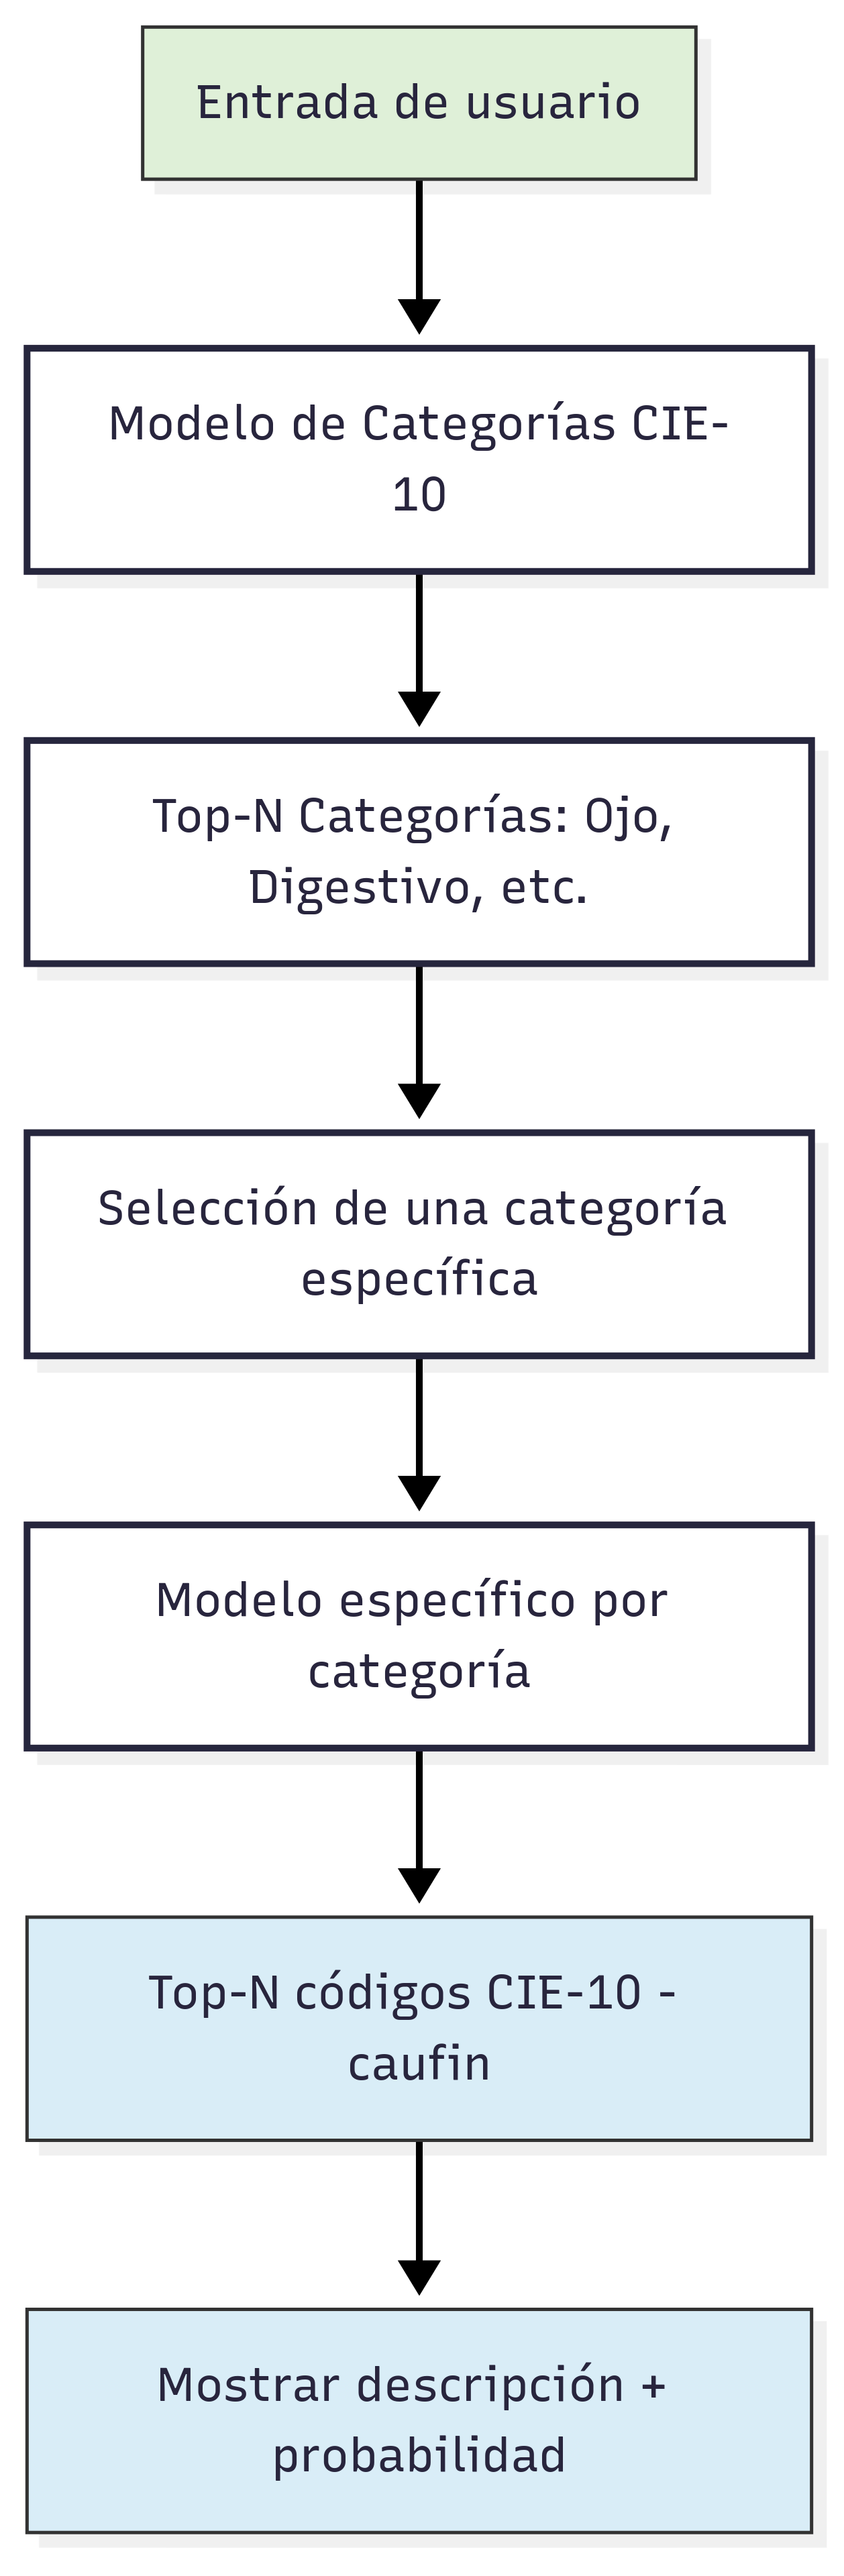 Entrada de usuario
Modelo de Categorías CIE-
10
Top-N Categorías: Ojo,
Digestivo, etc.
Selección de una categoría
específica
Modelo específico por
categoría
Top-N códigos CIE-10 -
caufin
Mostrar descripción +
probabilidad